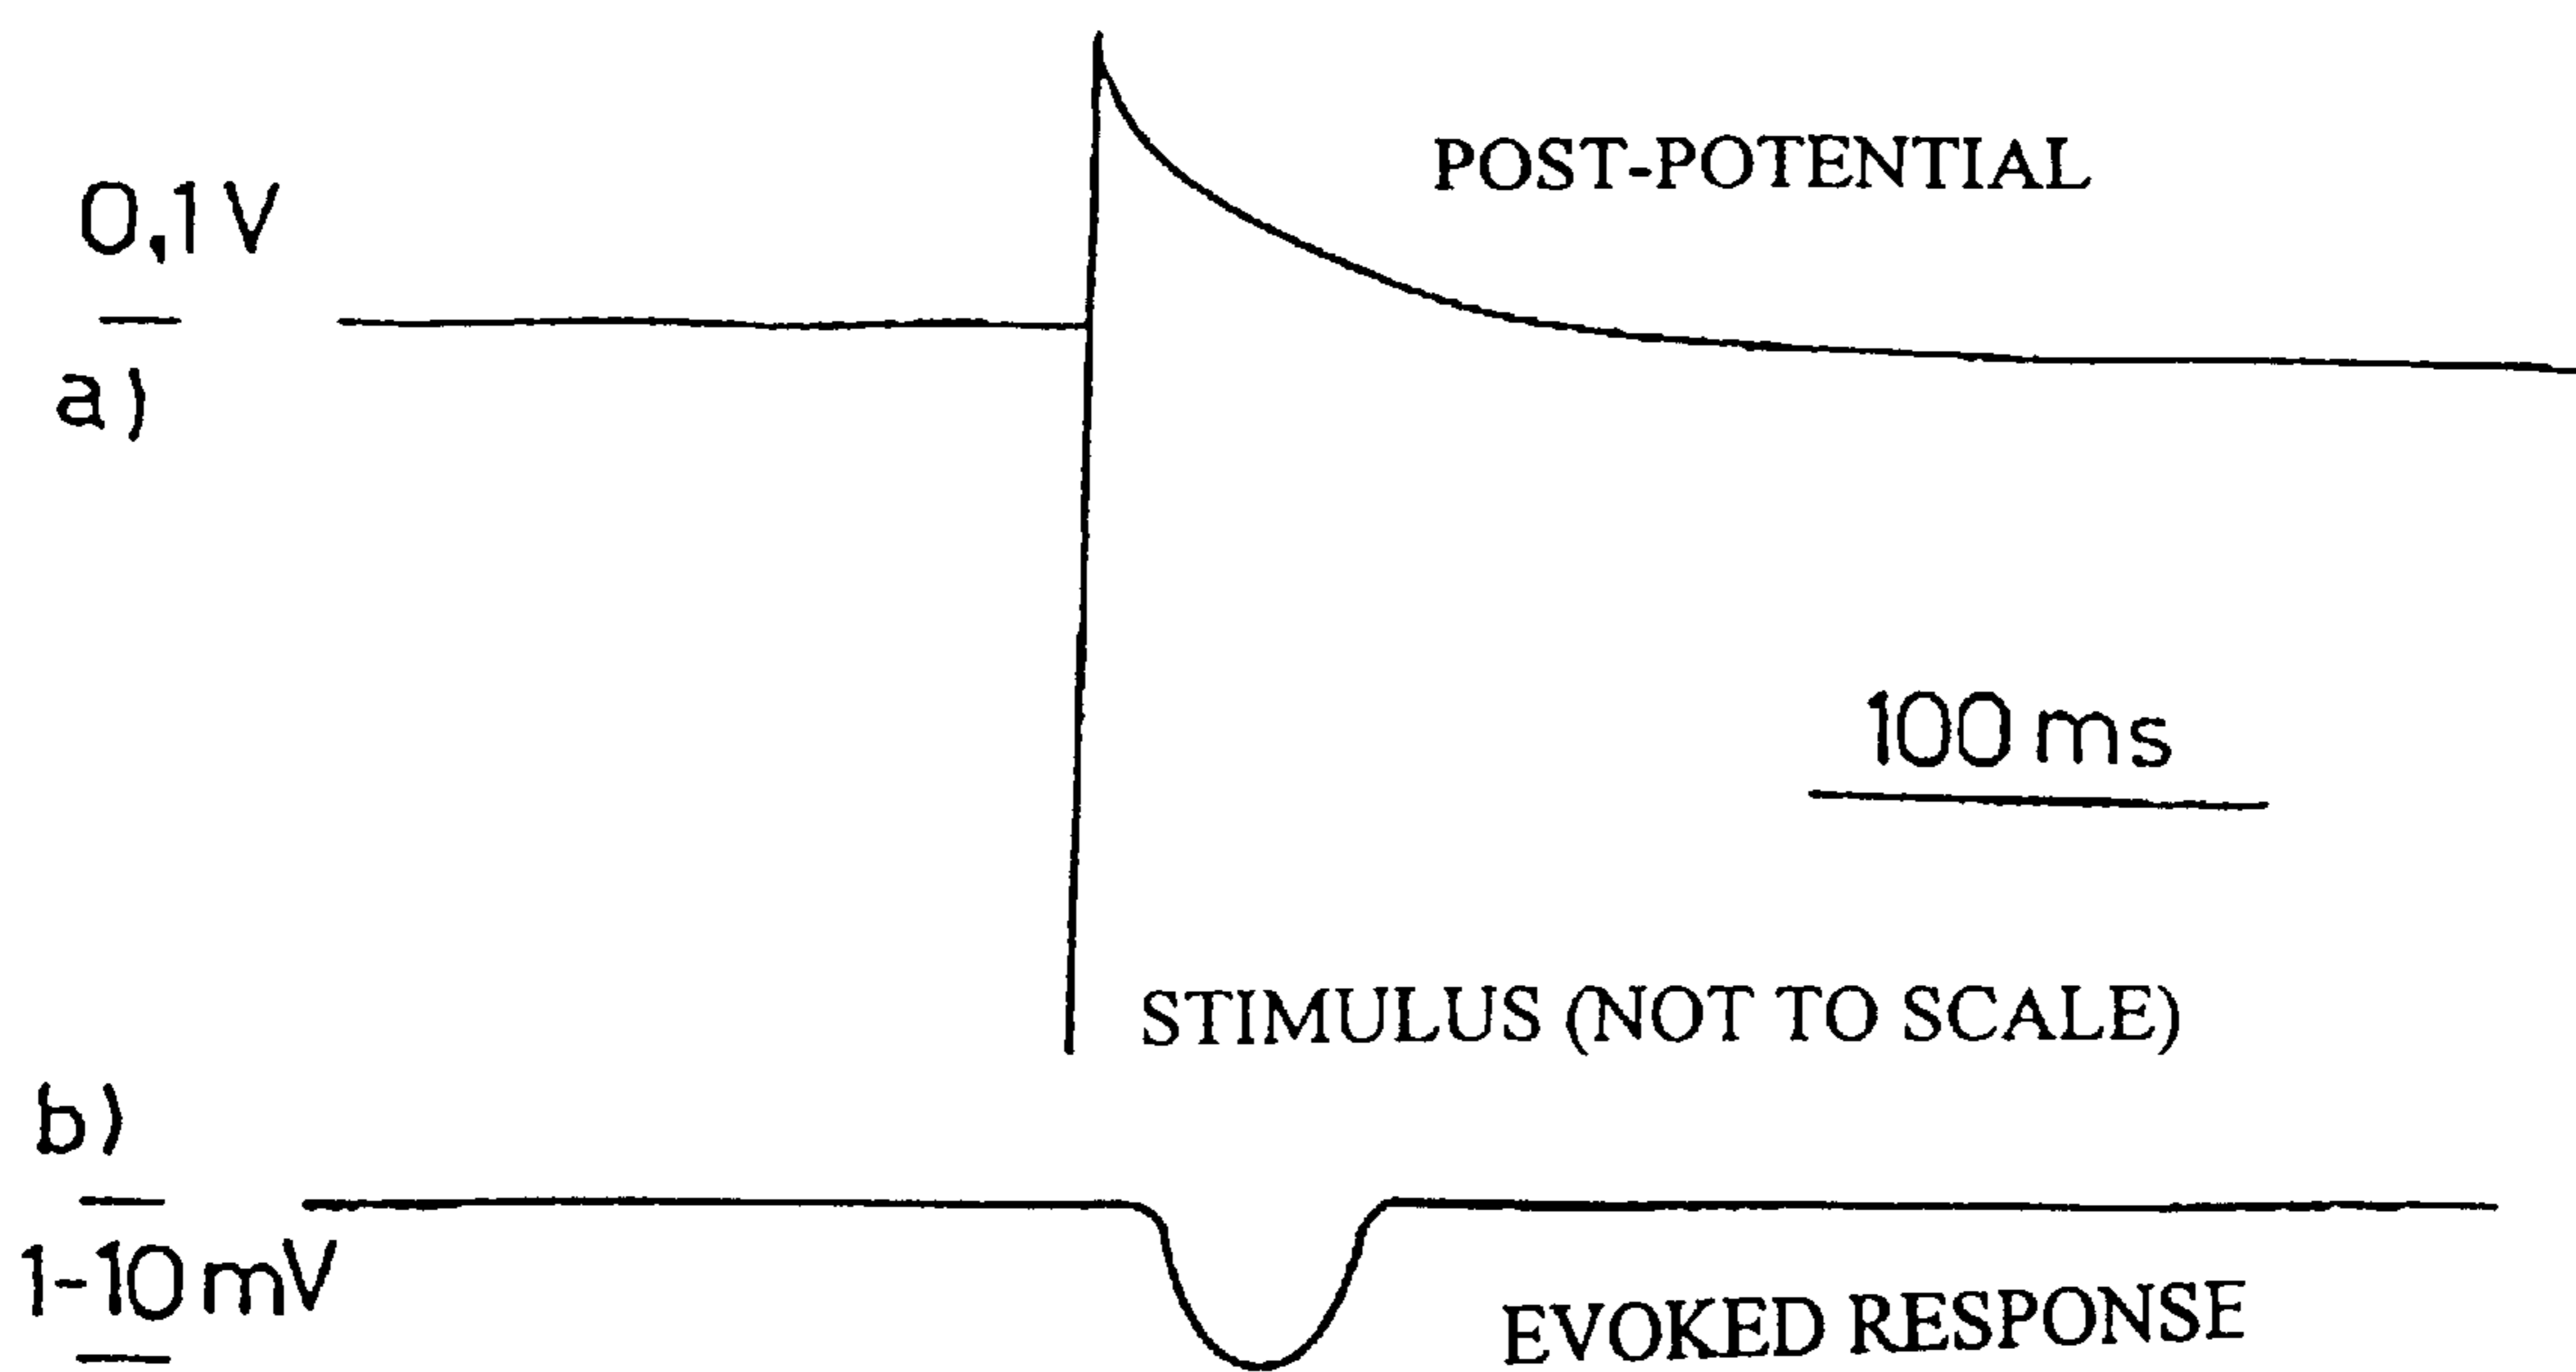 POST-POTENTIAL
0,1 V
a)
100 ms
STIMULUS (NOT TO SCALE)
b)
1-10 mV
EVOKED RESPONSE